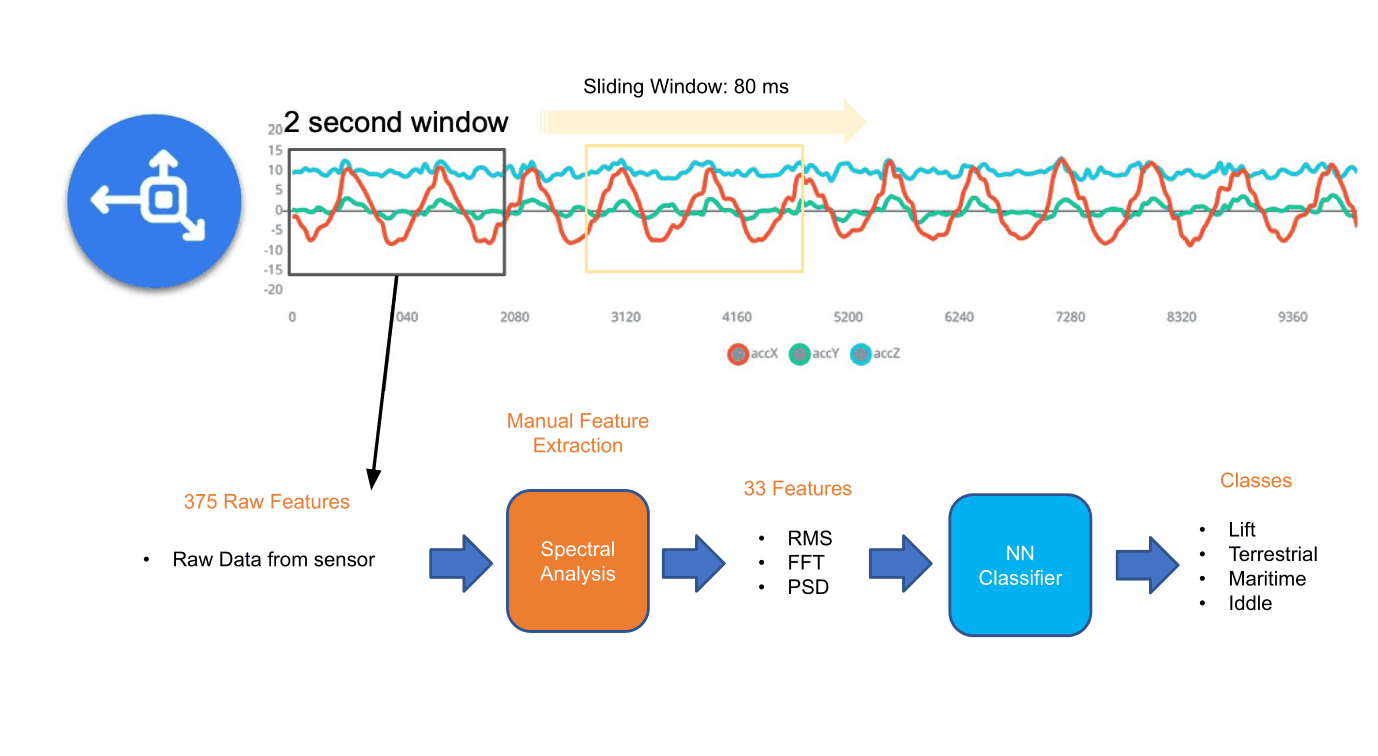 Sliding Window: 80 ms
2 second window
20
15
10
5
0
-5
-10
-15
-20
0 040 2080 3120 4160 5200 6240 7280 8320 9360
accX accY accZ
Manual Feature
Extraction
375 Raw Features
• Raw Data from sensor
Spectral
Analysis
33 Features
• RMS
• FFT
• PSD
NN
Classifier
Classes
• Lift
• Terrestrial
• Maritime
• Iddle